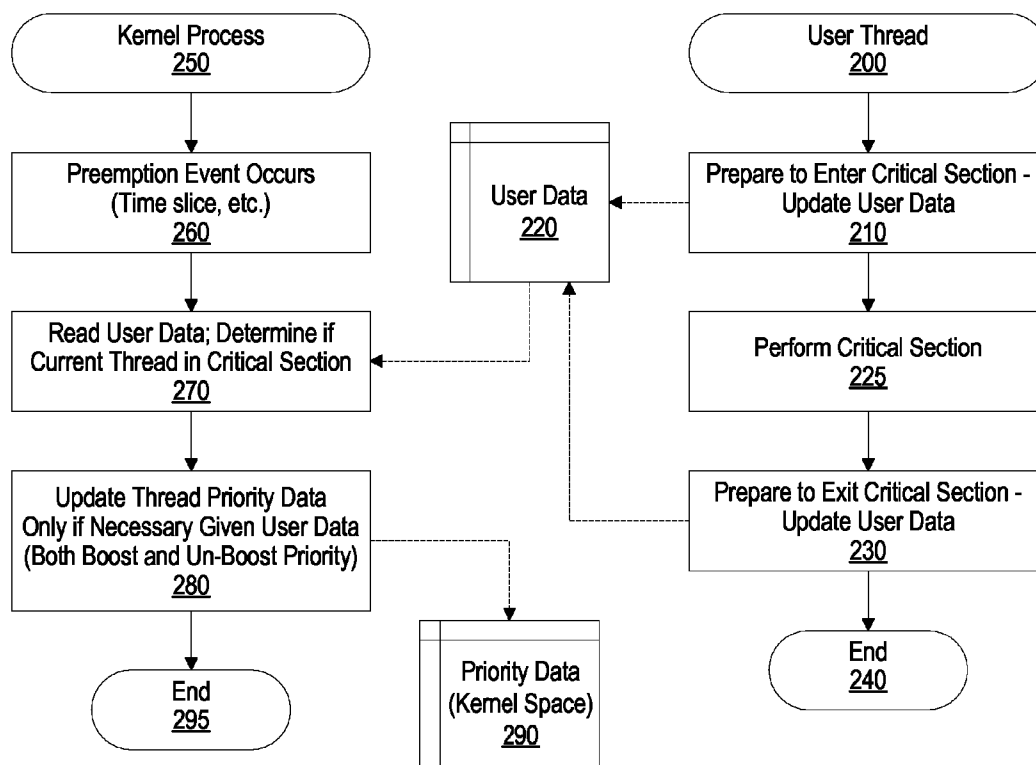 Kernel Process
250
Preemption Event Occurs
(Time slice, etc.)
260
Read User Data; Determine if
Current Thread in Critical Section
270
Update Thread Priority Data
Only if Necessary Given User Data
(Both Boost and Un-Boost Priority)
280
End
295
User Data
220
Priority Data
(Kernel Space)
290
User Thread
200
Prepare to Enter Critical Section -
Update User Data
210
Perform Critical Section
225
Prepare to Exit Critical Section -
Update User Data
230
End
240